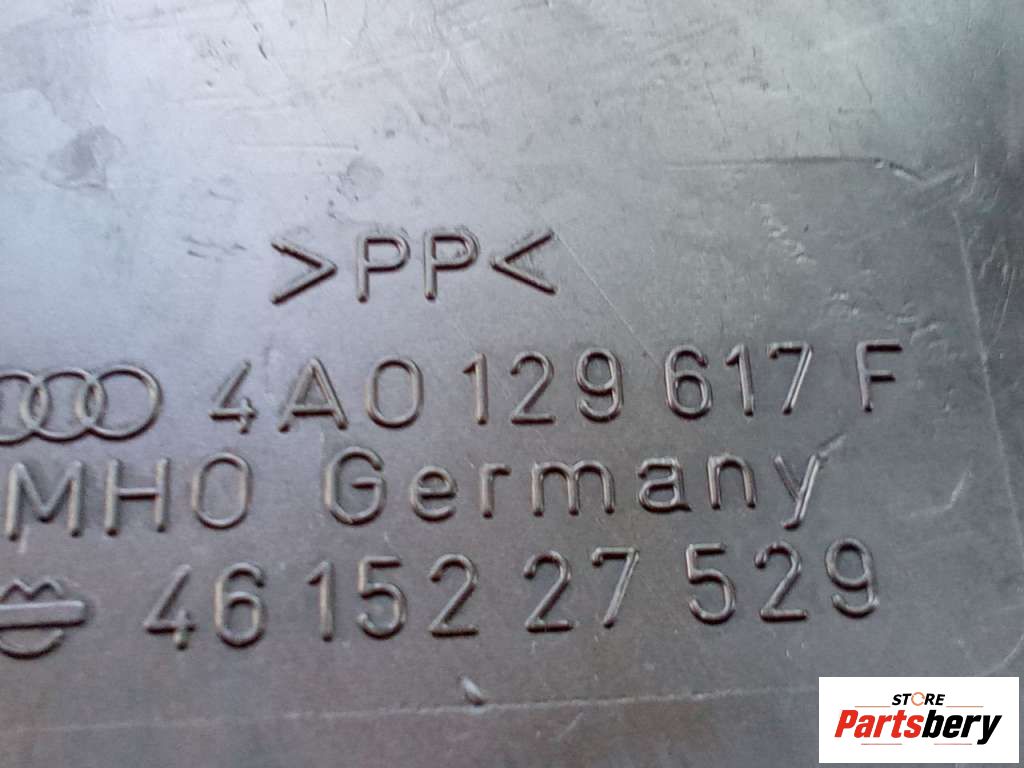 >PP<
4A0 129 617 F
MHO Germany
46 152 27 529
STORE
Partsbery